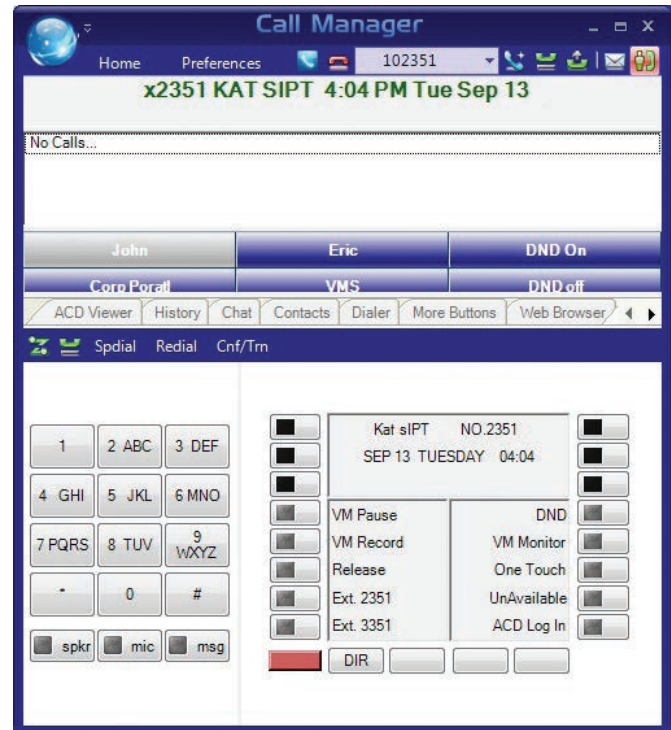 Call Manager
Home Preferences 102351
x2351 KAT SIPT 4:04 PM Tue Sep 13
No Calls...
John Eric DND On
Corp Poratl VMS DND off
ACD Viewer History Chat Contacts Dialer More Buttons Web Browser
Spdial Redial Cnf/Trn
Kat sIPT NO.2351
SEP 13 TUESDAY 04:04
1 2 ABC 3 DEF
4 GHI 5 JKL 6 MNO
7 PQRS 8 TUV 9 WXYZ
* 0 #
spkr mic msg
VM Pause DND
VM Record VM Monitor
Release One Touch
Ext. 2351 UnAvailable
Ext. 3351 ACD Log In
DIR